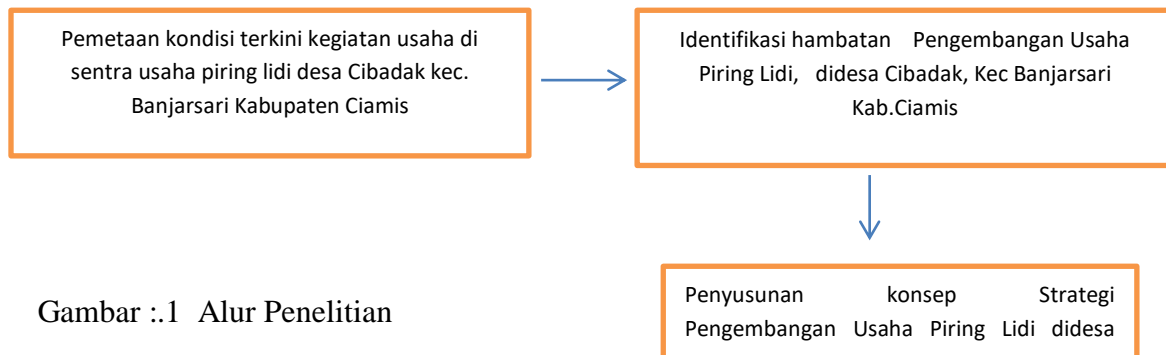 Pemetaan kondisi terkini kegiatan usaha di
sentra usaha piring lidi desa Cibadak kec.
Banjarsari Kabupaten Ciamis
Identifikasi hambatan Pengembangan Usaha
Piring Lidi, didesa Cibadak, Kec Banjarsari
Kab.Ciamis
Penyusunan konsep Strategi
Pengembangan Usaha Piring Lidi didesa
Gambar :.1 Alur Penelitian